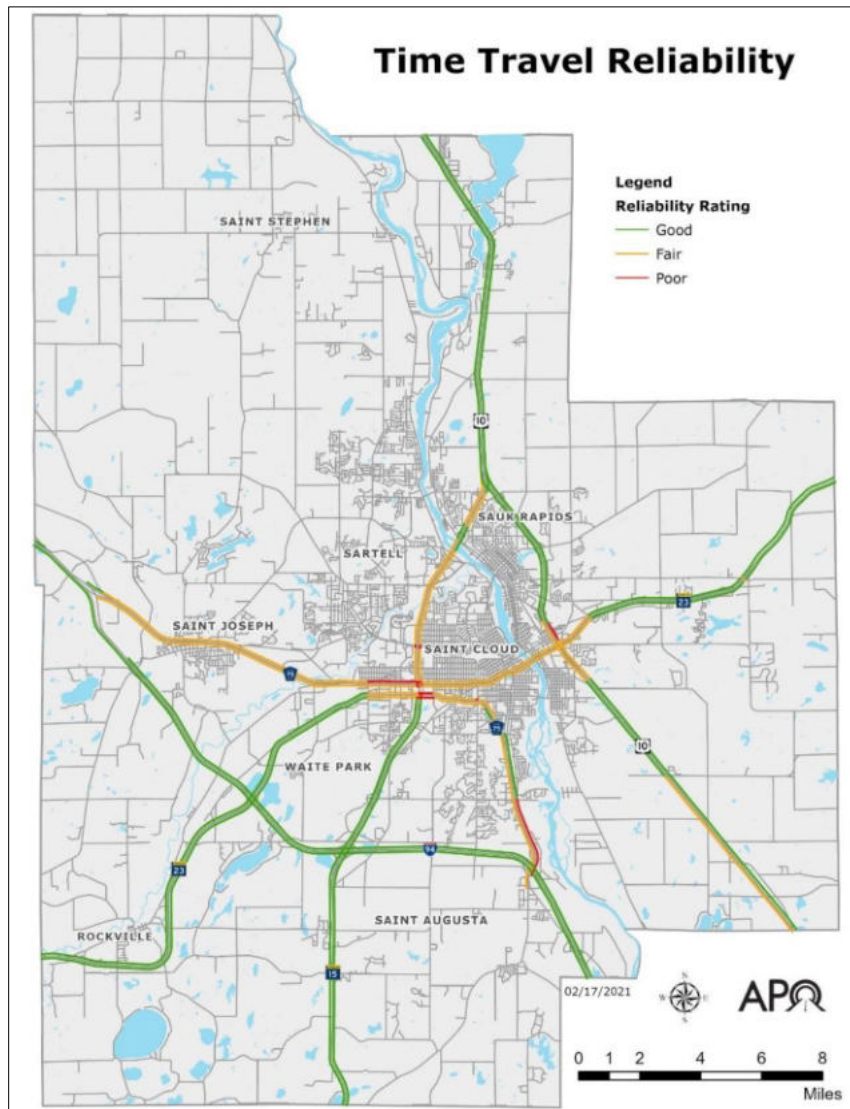 Time Travel Reliability
Legend
Reliability Rating
Good
Fair
Poor
SAINT STEPHEN
10
SAUK RAPIDS
SARTELL
23
SAINT JOSEPH
SAINT CLOUD
75
75
10
WAITE PARK
94
23
SAINT AUGUSTA
ROCKVILLE
15
02/17/2021
N
W
E
S
APO
0 1 2 4 6 8
Miles